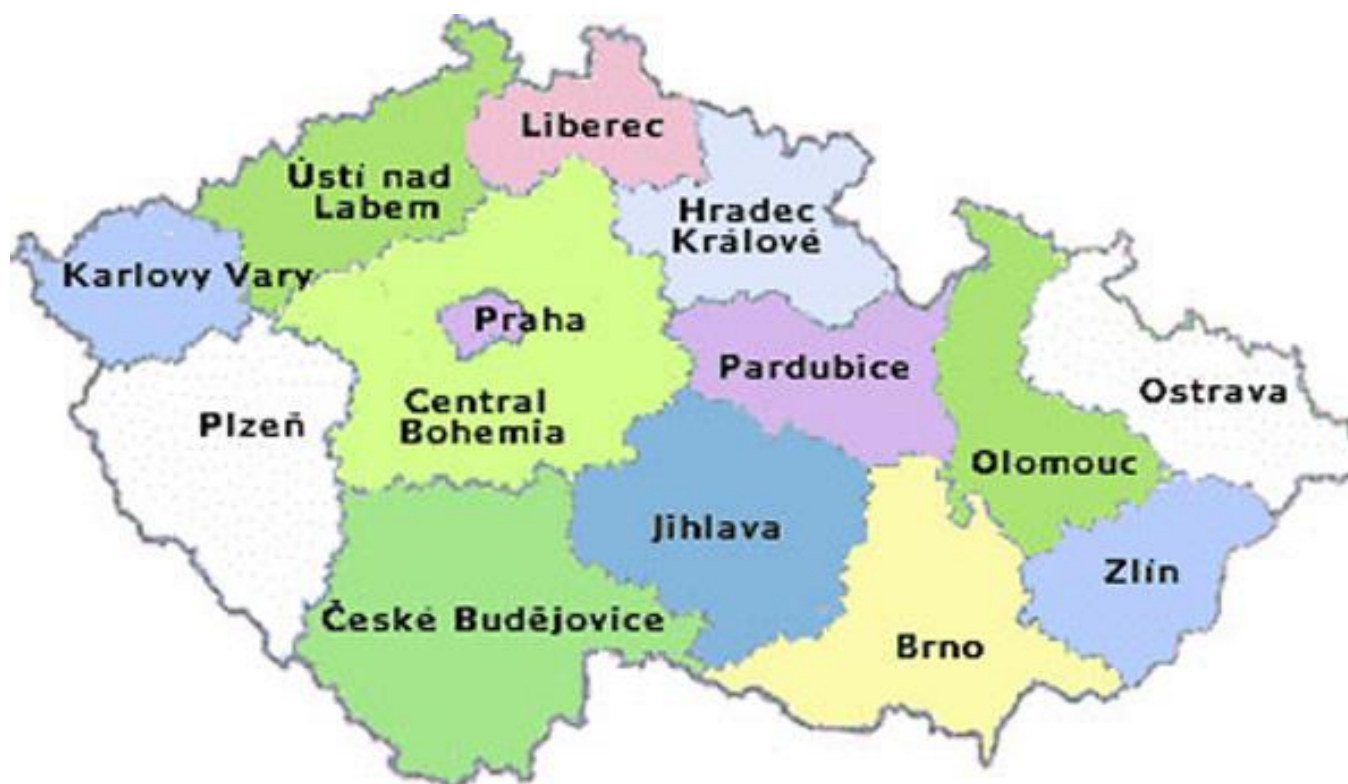 Liberec
Ústí nad
Labem
Hradec
Králové
Karlovy Vary
Praha
Pardubice
Ostrava
Central
Bohemia
Plzeň
Olomouc
Jihlava
Zlín
České Budějovice
Brno